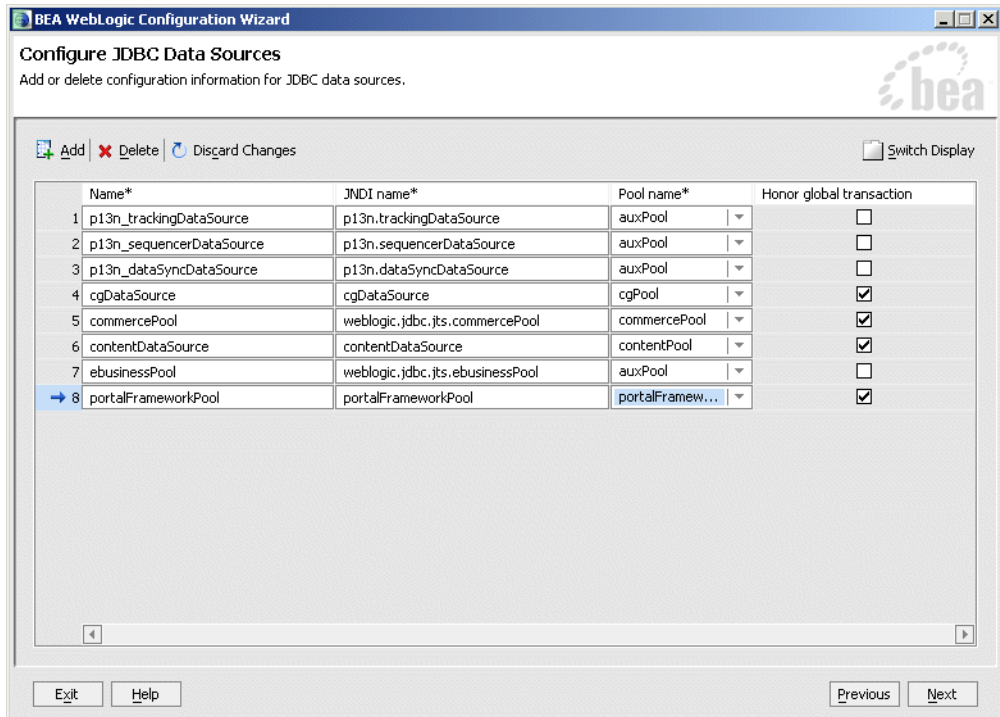 BEA WebLogic Configuration Wizard
Configure JDBC Data Sources
Add or delete configuration information for JDBC data sources.
bea
Add Delete Discard Changes Switch Display
Name* JNDI name* Pool name* Honor global transaction
1 p13n_trackingDataSource p13n.trackingDataSource auxPool
2 p13n_sequencerDataSource p13n.sequencerDataSource auxPool
3 p13n_dataSyncDataSource p13n.dataSyncDataSource auxPool
4 cgDataSource cgDataSource cgPool
5 commercePool weblogic.jdbc.jts.commercePool commercePool
6 contentDataSource contentDataSource contentPool
7 ebusinessPool weblogic.jdbc.jts.ebusinessPool auxPool
8 portalFrameworkPool portalFrameworkPool portalFramew...
Exit Help Previous Next